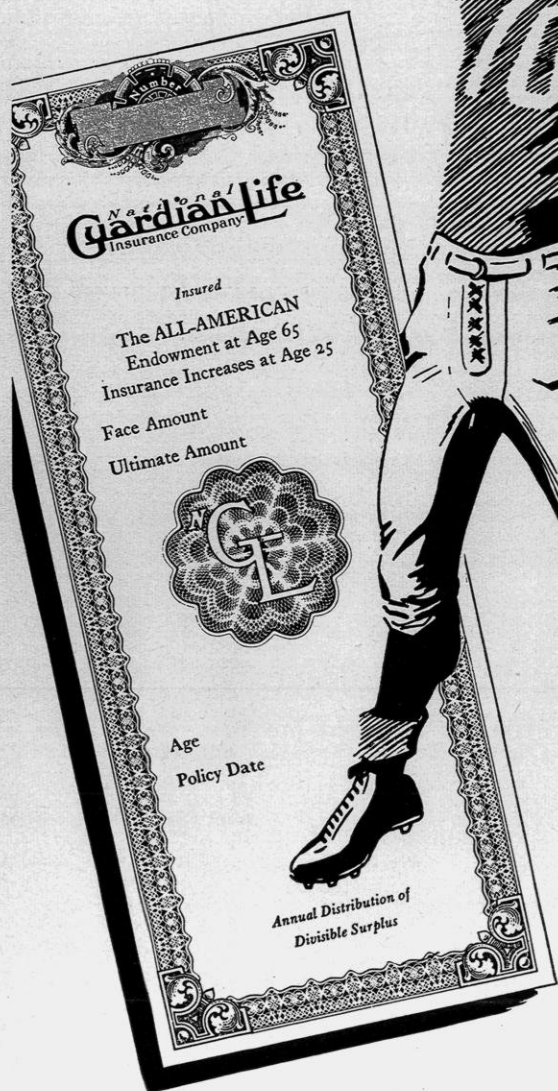 10
Number
National
Guardian Life
Insurance Company
Insured
The ALL-AMERICAN
Endowment at Age 65
Insurance Increases at Age 25
Face Amount
Ultimate Amount
NGL
Age
Policy Date
Annual Distribution of
Divisible Surplus